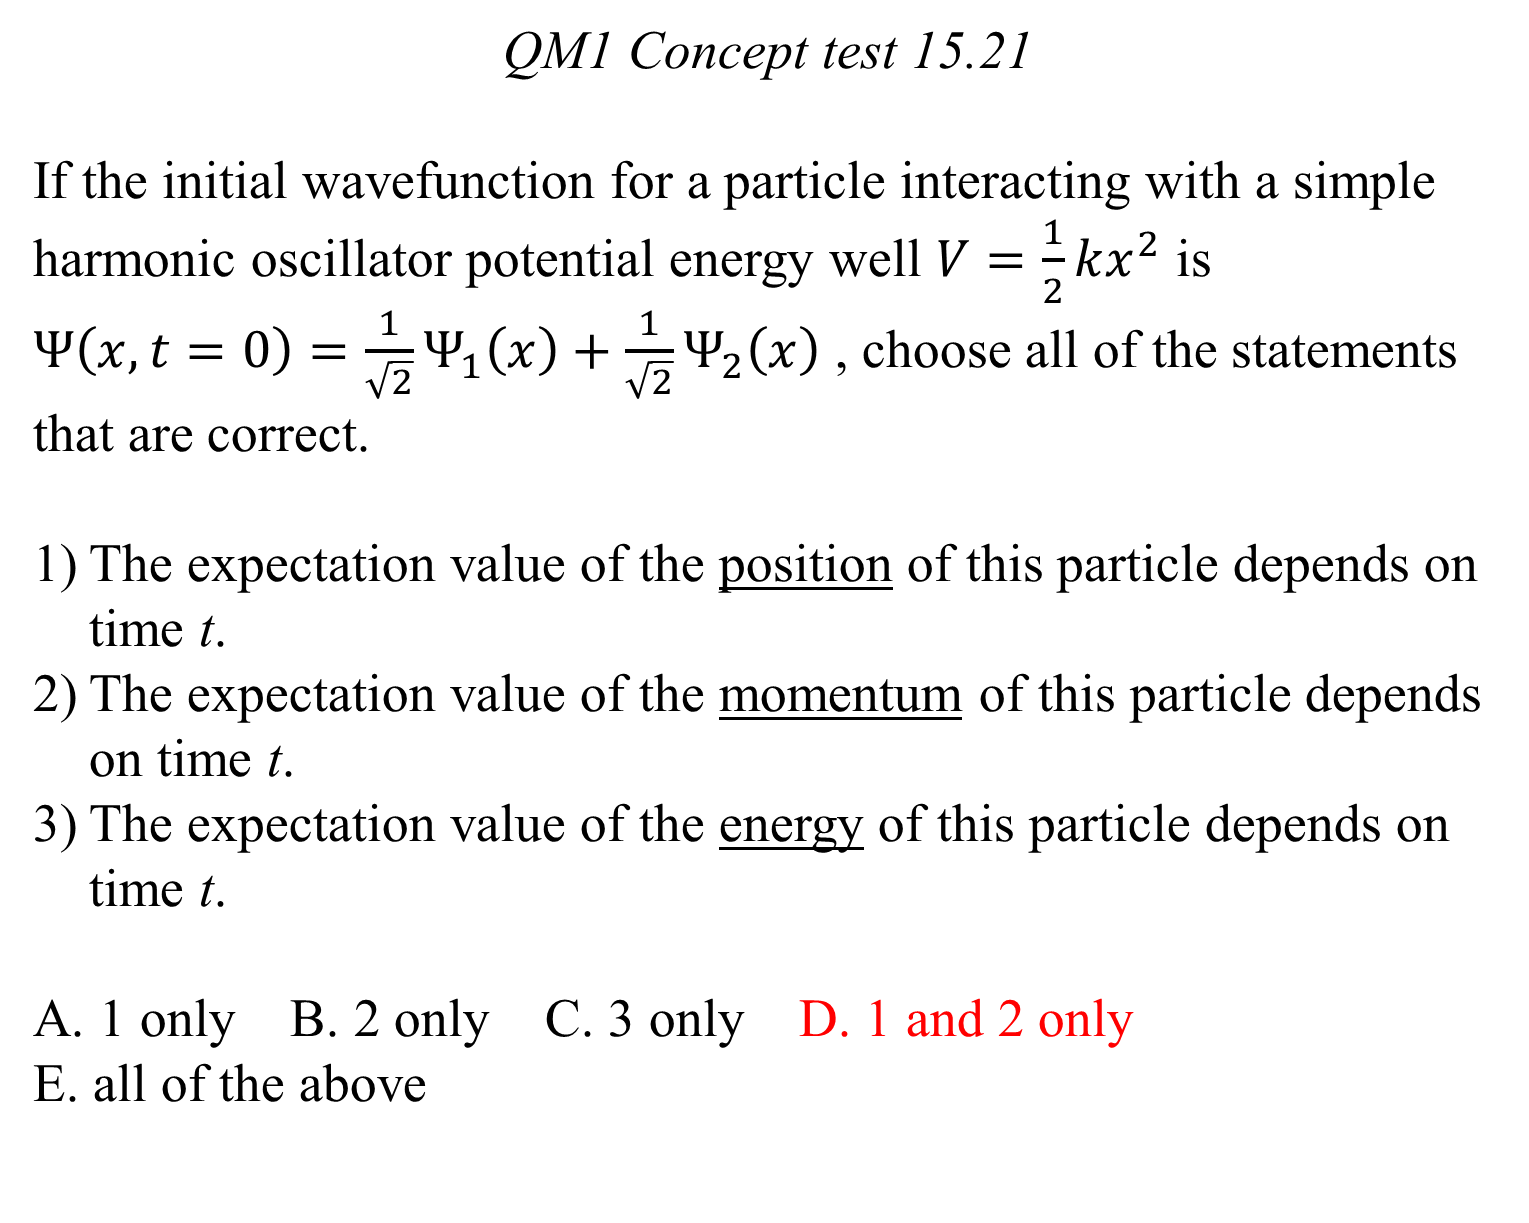 QM1 Concept test 15.21
If the initial wavefunction for a particle interacting with a simple
harmonic oscillator potential energy well V = 1/2 kx² is
Ψ(x, t = 0) = 1/√2 Ψ₁(x) + 1/√2 Ψ₂(x) , choose all of the statements
that are correct.
1) The expectation value of the position of this particle depends on
time t.
2) The expectation value of the momentum of this particle depends
on time t.
3) The expectation value of the energy of this particle depends on
time t.
A. 1 only B. 2 only C. 3 only D. 1 and 2 only
E. all of the above